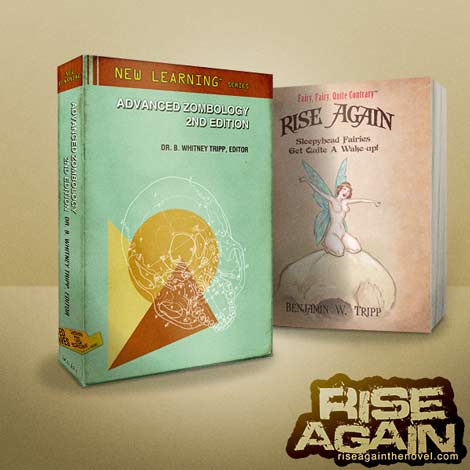 NEW LEARNING™ SERIES
ADVANCED ZOMBOLOGY
2ND EDITION
DR. B. WHITNEY TRIPP, EDITOR
ADVANCED ZOMBOLOGY
2ND EDITION
DR. B. WHITNEY TRIPP, EDITOR
Fairy, Fairy, Quite Contrary™
RISE AGAIN
Sleepyhead Fairies
Get Quite A Wake-up!
BENJAMIN W. TRIPP
RISE
AGAIN
riseagainthenovel.com